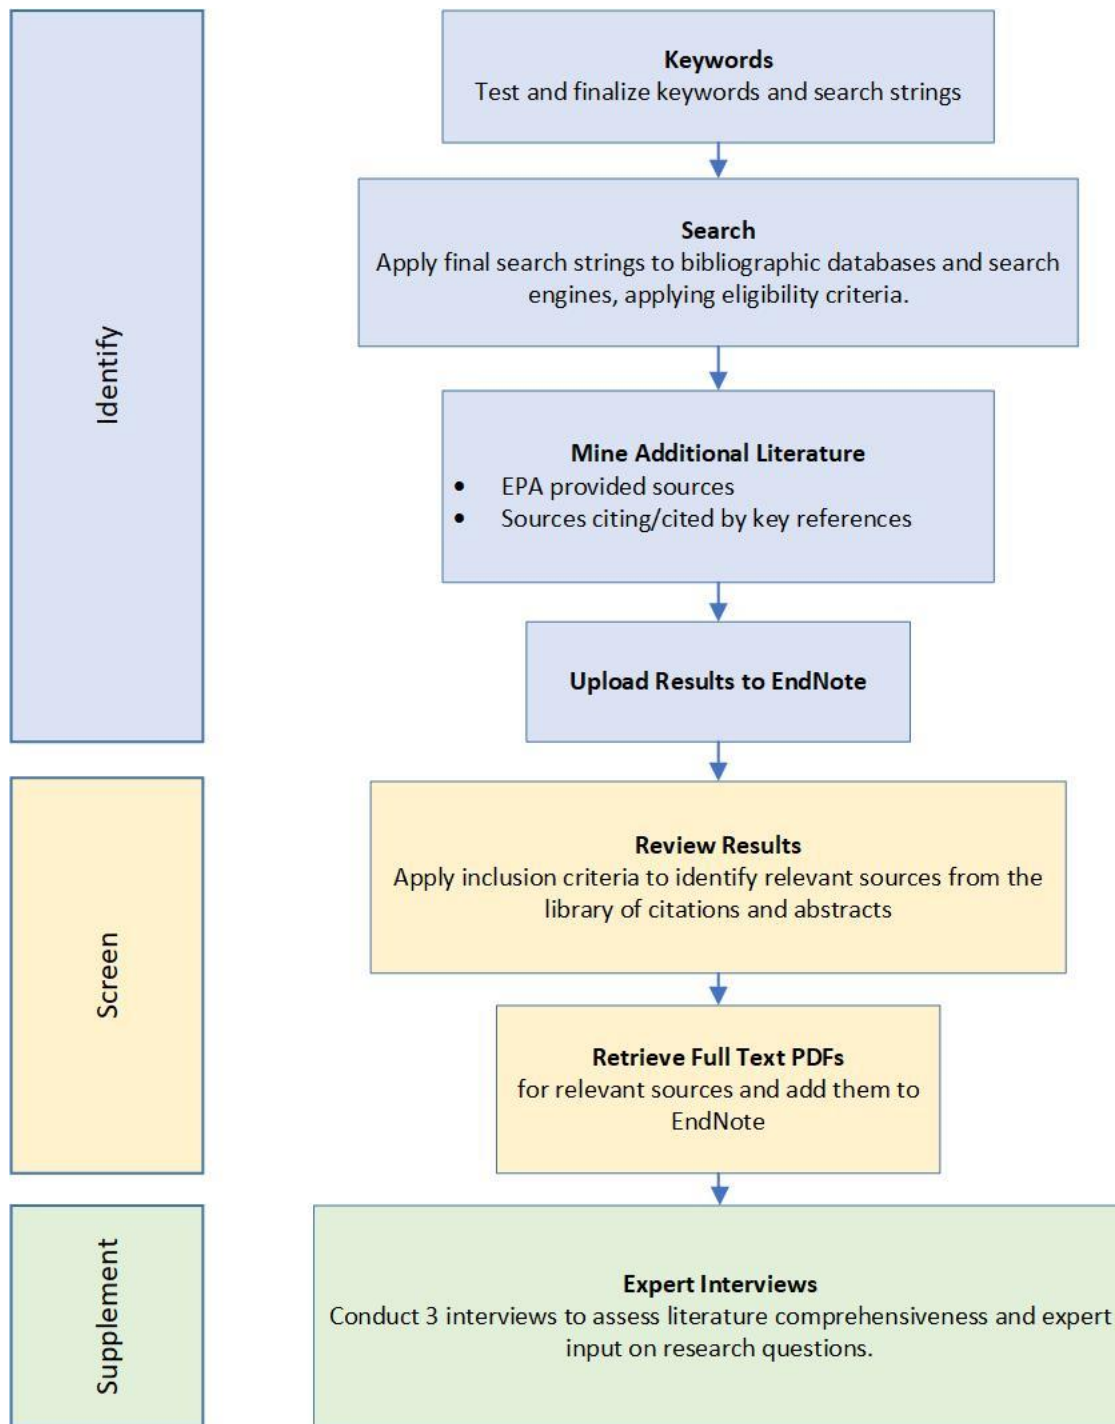 Identify
Keywords
Test and finalize keywords and search strings
Search
Apply final search strings to bibliographic databases and search
engines, applying eligibility criteria.
Mine Additional Literature
• EPA provided sources
• Sources citing/cited by key references
Upload Results to EndNote
Screen
Review Results
Apply inclusion criteria to identify relevant sources from the
library of citations and abstracts
Retrieve Full Text PDFs
for relevant sources and add them to
EndNote
Supplement
Expert Interviews
Conduct 3 interviews to assess literature comprehensiveness and expert
input on research questions.